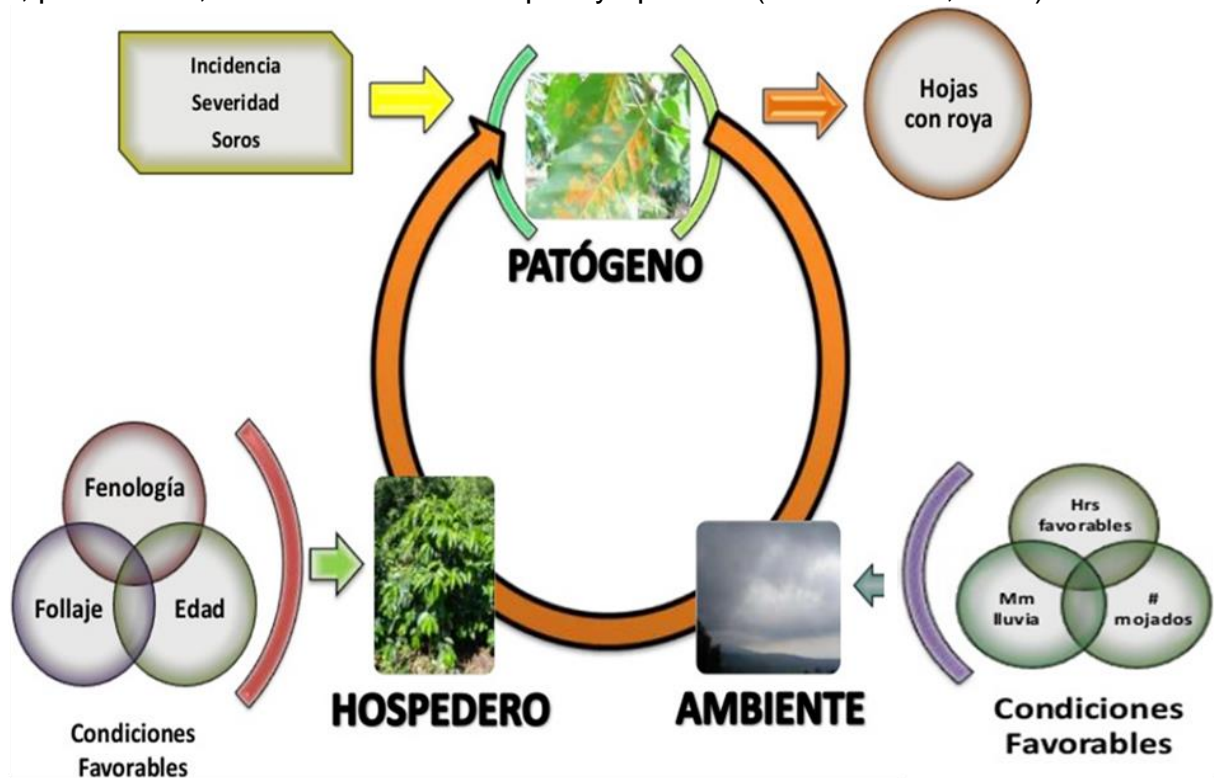 Incidencia
Severidad
Soros
Hojas
con roya
PATÓGENO
Fenología
Follaje
Edad
Condiciones
Favorables
HOSPEDERO
AMBIENTE
Hrs
favorables
Mm
lluvia
#
mojados
Condiciones
Favorables